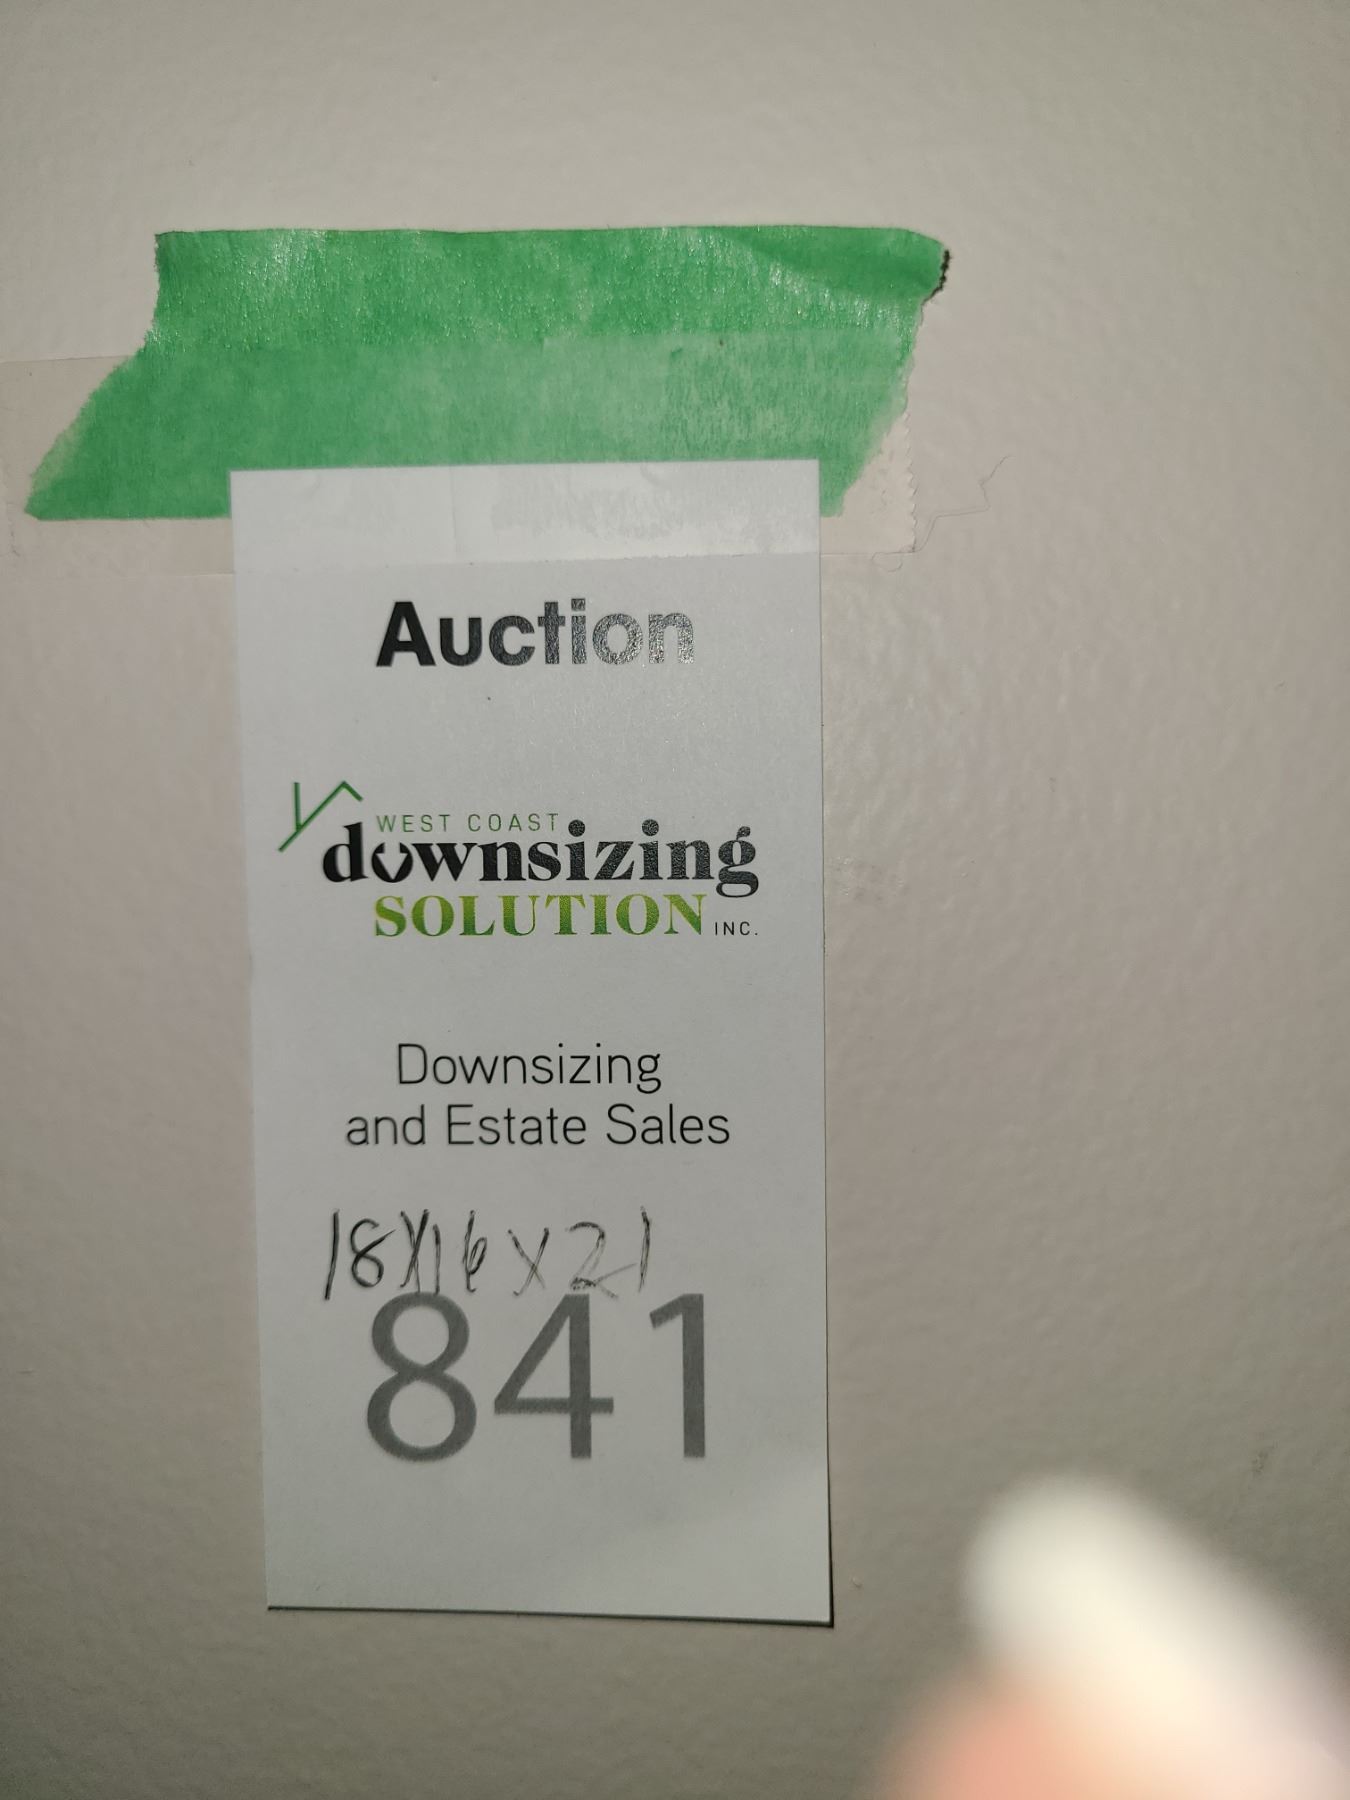 Auction
WEST COAST
downsizing
SOLUTION INC.
Downsizing
and Estate Sales
18X16X21
841